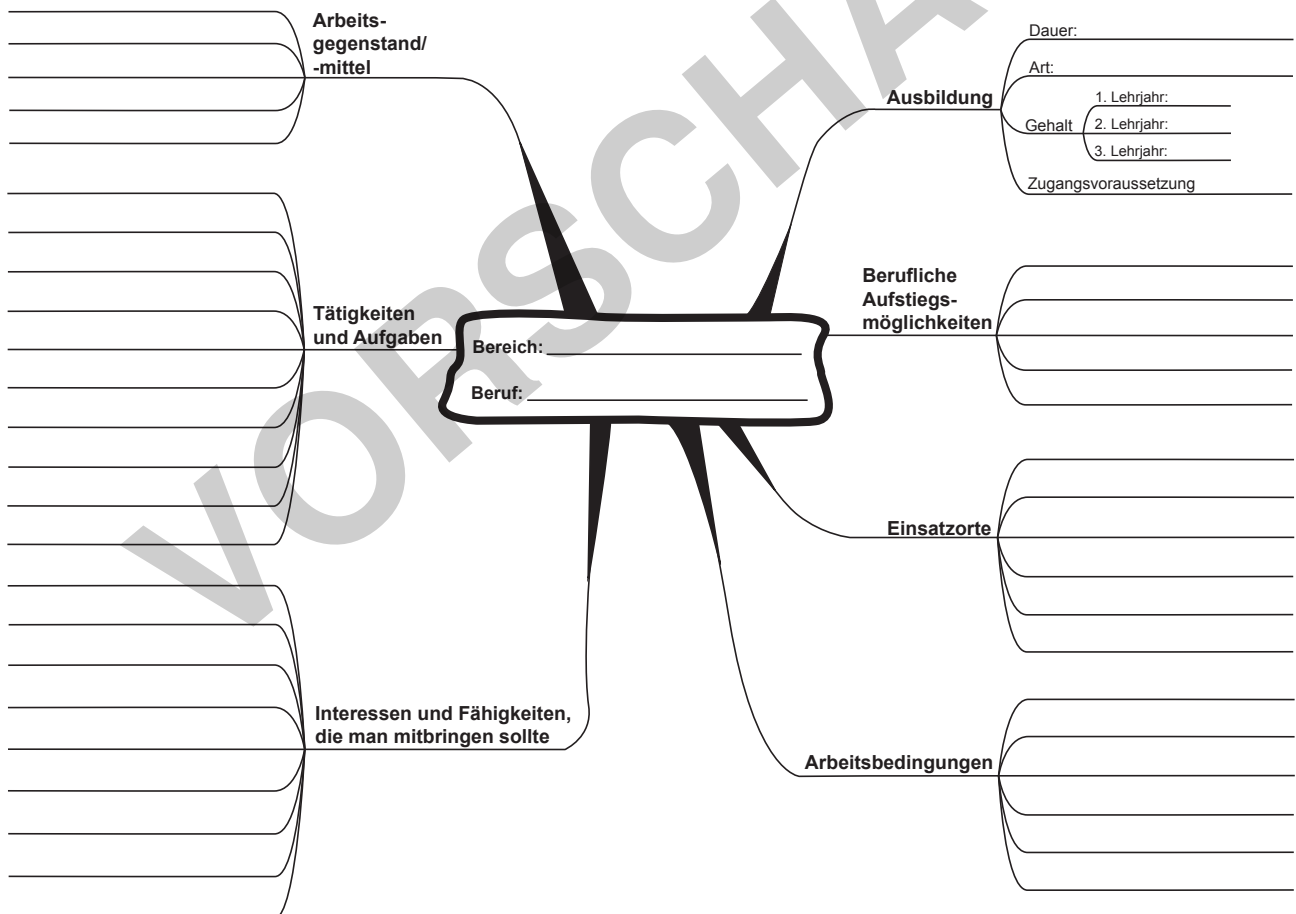 Arbeits-
gegenstand/
-mittel
Tätigkeiten
und Aufgaben
Interessen und Fähigkeiten,
die man mitbringen sollte
Bereich:
Beruf:
Ausbildung
Dauer:
Art:
Gehalt
1. Lehrjahr:
2. Lehrjahr:
3. Lehrjahr:
Zugangsvoraussetzung
Berufliche
Aufstiegs-
möglichkeiten
Einsatzorte
Arbeitsbedingungen
VORSCHA